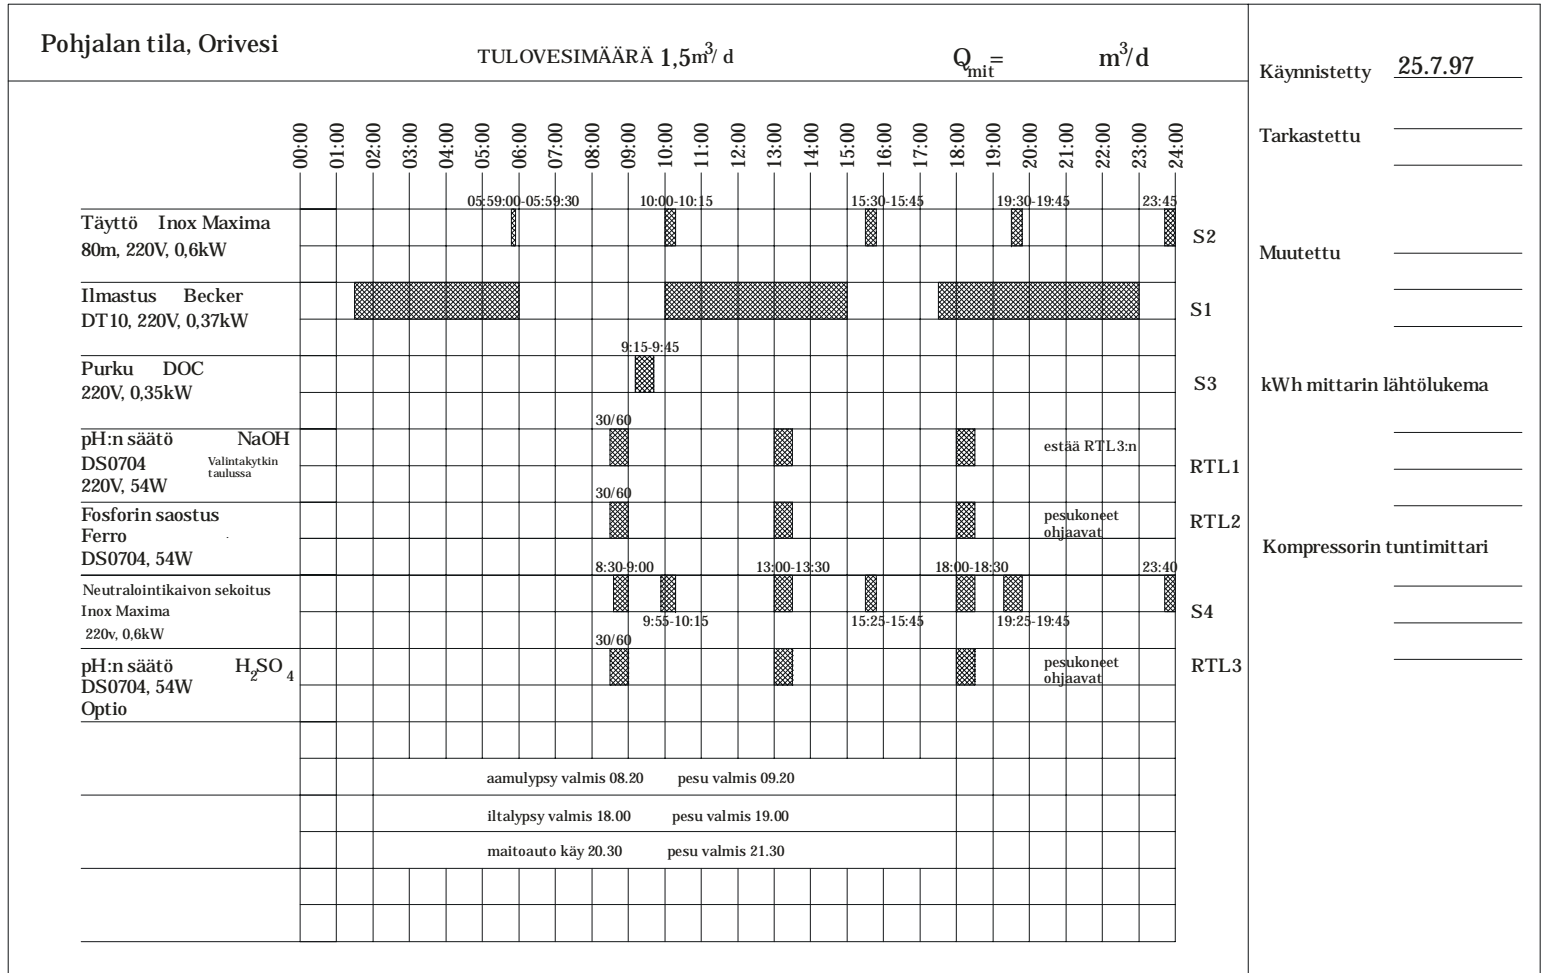 Pohjalan tila, Orivesi
TULOVESIMÄÄRÄ 1,5m³/ d
Qmit= m³/d
Käynnistetty 25.7.97
Tarkastettu
00:00 01:00 02:00 03:00 04:00 05:00 06:00 07:00 08:00 09:00 10:00 11:00 12:00 13:00 14:00 15:00 16:00 17:00 18:00 19:00 20:00 21:00 22:00 23:00 24:00
05:59:00-05:59:30 10:00-10:15 15:30-15:45 19:30-19:45 23:45
Täyttö Inox Maxima
80m, 220V, 0,6kW
S2
Muutettu
Ilmastus Becker
DT10, 220V, 0,37kW
S1
9:15-9:45
Purku DOC
220V, 0,35kW
S3
kWh mittarin lähtölukema
30/60
pH:n säätö NaOH
DS0704 Valintakytkin
taulussa
220V, 54W
estää RTL3:n
RTL1
30/60
Fosforin saostus
Ferro
DS0704, 54W
pesukoneet
ohjaavat
RTL2
Kompressorin tuntimittari
8:30-9:00 13:00-13:30 18:00-18:30 23:40
Neutralointikaivon sekoitus
Inox Maxima
220v, 0,6kW
9:55-10:15 15:25-15:45 19:25-19:45
S4
30/60
pH:n säätö H₂SO₄
DS0704, 54W
Optio
pesukoneet
ohjaavat
RTL3
aamulypsy valmis 08.20 pesu valmis 09.20
iltalypsy valmis 18.00 pesu valmis 19.00
maitoauto käy 20.30 pesu valmis 21.30